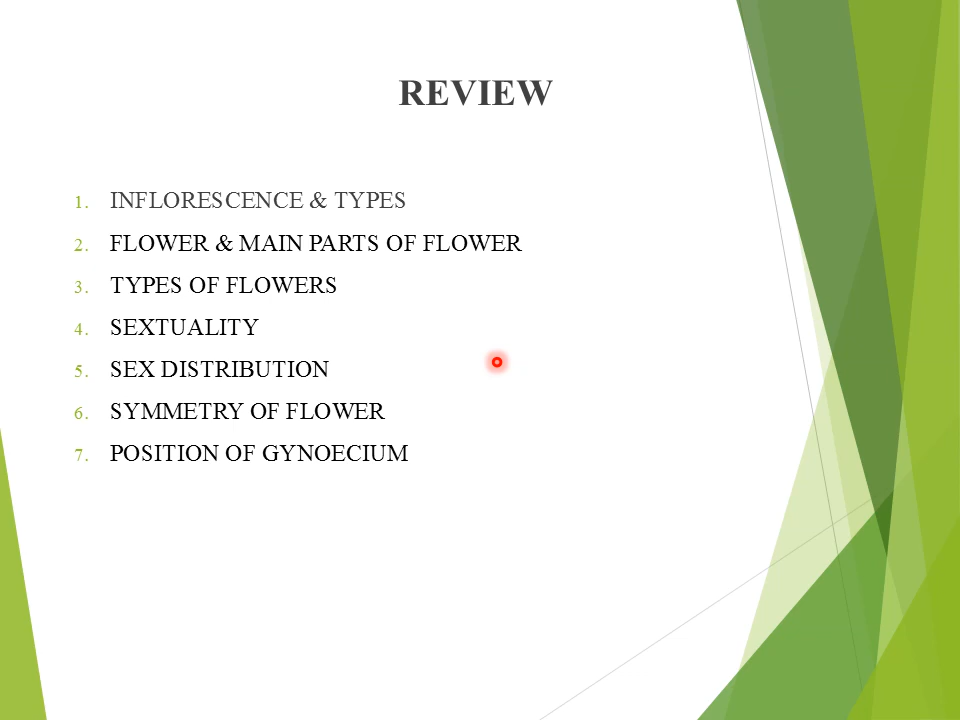 REVIEW
1. INFLORESCENCE & TYPES
2. FLOWER & MAIN PARTS OF FLOWER
3. TYPES OF FLOWERS
4. SEXTUALITY
5. SEX DISTRIBUTION
6. SYMMETRY OF FLOWER
7. POSITION OF GYNOECIUM